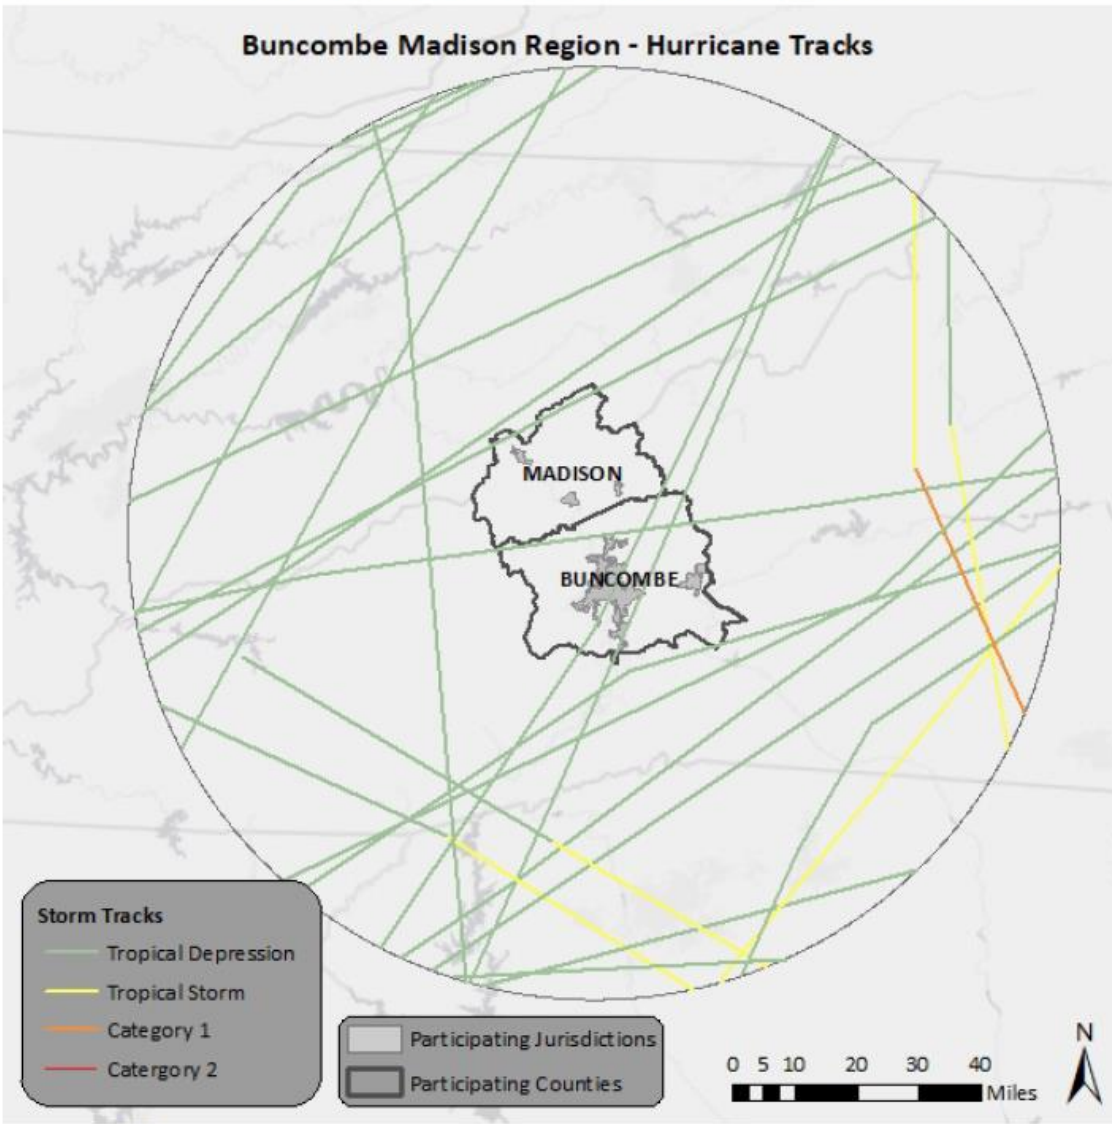 Buncombe Madison Region - Hurricane Tracks
MADISON
BUNCOMBE
Storm Tracks
Tropical Depression
Tropical Storm
Category 1
Catergory 2
Participating Jurisdictions
Participating Counties
0 5 10 20 30 40
Miles
N